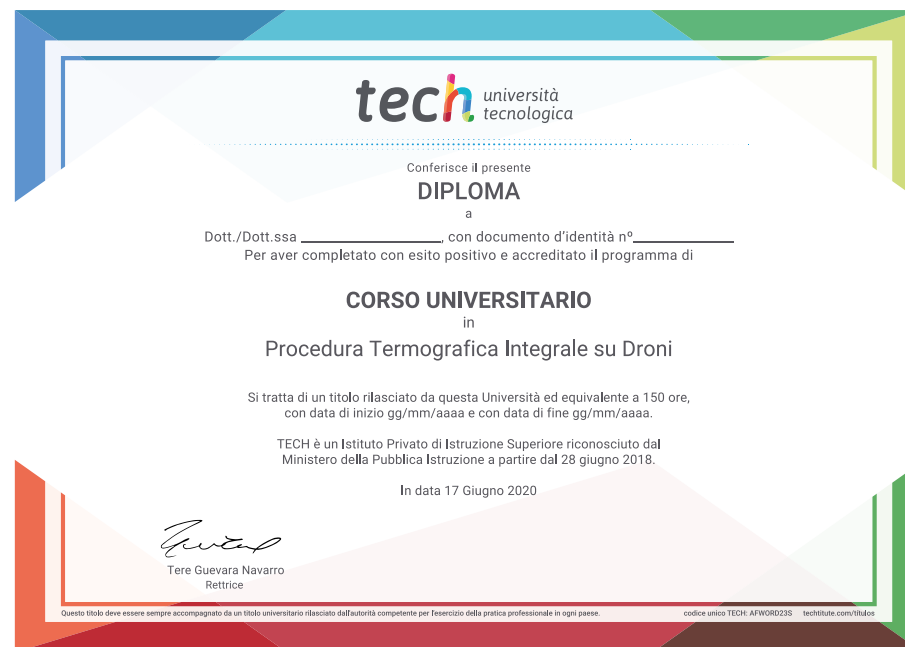 tech università
tecnologica
Conferisce il presente
DIPLOMA
a
Dott./Dott.ssa ____________________, con documento d'identità nº______________
Per aver completato con esito positivo e accreditato il programma di
CORSO UNIVERSITARIO
in
Procedura Termografica Integrale su Droni
Si tratta di un titolo rilasciato da questa Università ed equivalente a 150 ore,
con data di inizio gg/mm/aaaa e con data di fine gg/mm/aaaa.
TECH è un Istituto Privato di Istruzione Superiore riconosciuto dal
Ministero della Pubblica Istruzione a partire dal 28 giugno 2018.
In data 17 Giugno 2020
Tere Guevara Navarro
Rettrice
Questo titolo deve essere sempre accompagnato da un titolo universitario rilasciato dall'autorità competente per l'esercizio della pratica professionale in ogni paese. codice unico TECH: AFWORD23S techtitute.com/títulos